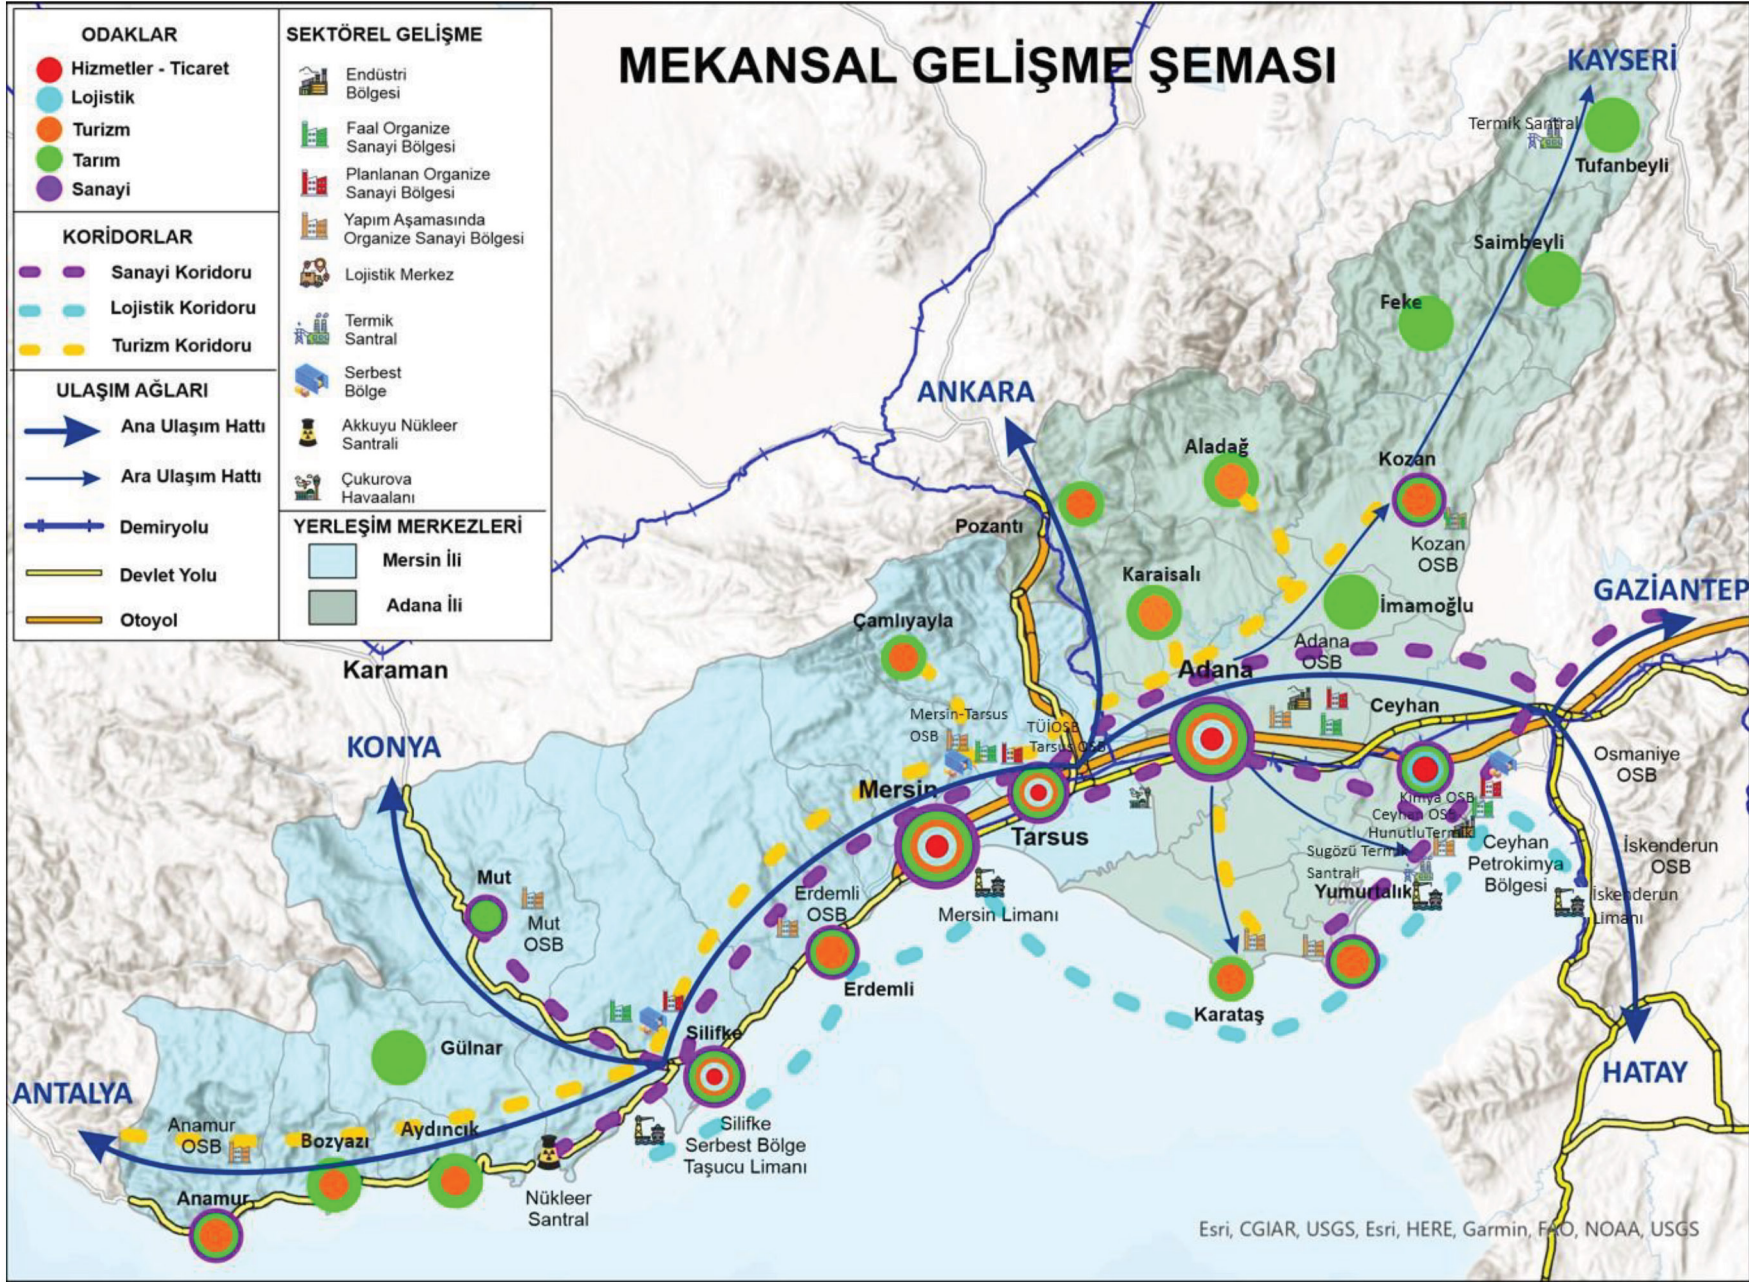 MEKANSAL GELİŞME ŞEMASI
ODAKLAR
Hizmetler - Ticaret
Lojistik
Turizm
Tarım
Sanayi
KORİDORLAR
Sanayi Koridoru
Lojistik Koridoru
Turizm Koridoru
ULAŞIM AĞLARI
Ana Ulaşım Hattı
Ara Ulaşım Hattı
Demiryolu
Devlet Yolu
Otoyol
SEKTÖREL GELİŞME
Endüstri
Bölgesi
Faal Organize
Sanayi Bölgesi
Planlanan Organize
Sanayi Bölgesi
Yapım Aşamasında
Organize Sanayi Bölgesi
Lojistik Merkez
Termik
Santral
Serbest
Bölge
Akkuyu Nükleer
Santrali
Çukurova
Havaalanı
YERLEŞİM MERKEZLERİ
Mersin İli
Adana İli
KAYSERİ
Termik Santral
Tufanbeyli
Saimbeyli
Feke
ANKARA
Aladağ
Kozan
Pozantı
Kozan
OSB
Karaisalı
İmamoğlu
GAZİANTEP
Çamlıyayla
Adana
OSB
Karaman
Adana
Mersin-Tarsus
OSB
TÜİOSB
Tarsus OSB
Ceyhan
KONYA
Osmaniye
OSB
Mersin
Tarsus
Kimya OSB
Ceyhan OSB
HunutluTermik
Sugözü Termik
Santrali
Ceyhan
Petrokimya
Bölgesi
İskenderun
OSB
Yumurtalık
İskenderun
Limanı
Mut
Mut
OSB
Erdemli
OSB
Mersin Limanı
Erdemli
Karataş
Silifke
Gülnar
HATAY
ANTALYA
Anamur
OSB
Bozyazı
Aydıncık
Silifke
Serbest Bölge
Taşucu Limanı
Anamur
Nükleer
Santral
Esri, CGIAR, USGS, Esri, HERE, Garmin, FAO, NOAA, USGS